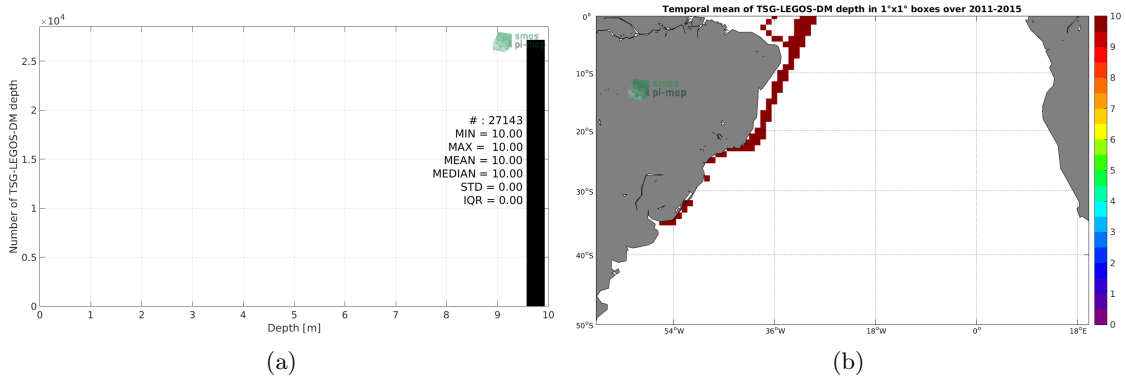 ×10⁴
smos
pi-mep
2.5
2
1.5
1
0.5
0
Number of TSG-LEGOS-DM depth
# : 27143
MIN = 10.00
MAX = 10.00
MEAN = 10.00
MEDIAN = 10.00
STD = 0.00
IQR = 0.00
0 1 2 3 4 5 6 7 8 9 10
Depth [m]
(a)
Temporal mean of TSG-LEGOS-DM depth in 1°x1° boxes over 2011-2015
0°
10°S
20°S
30°S
40°S
50°S
smos
pi-mep
54°W 36°W 18°W 0° 18°E
10
9
8
7
6
5
4
3
2
1
0
(b)